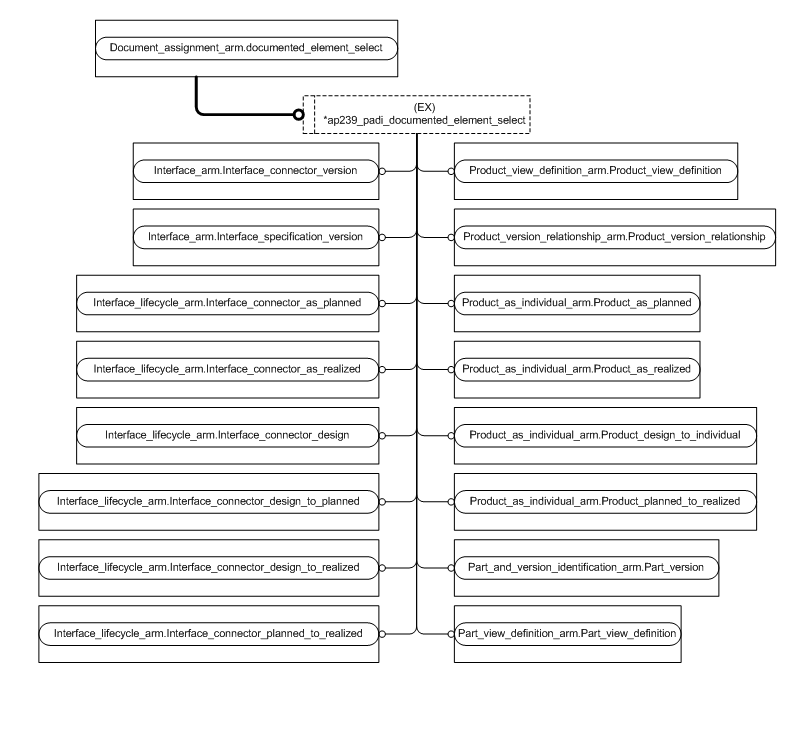 Document_assignment_arm.documented_element_select
(EX)
*ap239_padi_documented_element_select
Interface_arm.Interface_connector_version
Product_view_definition_arm.Product_view_definition
Interface_arm.Interface_specification_version
Product_version_relationship_arm.Product_version_relationship
Interface_lifecycle_arm.Interface_connector_as_planned
Product_as_individual_arm.Product_as_planned
Interface_lifecycle_arm.Interface_connector_as_realized
Product_as_individual_arm.Product_as_realized
Interface_lifecycle_arm.Interface_connector_design
Product_as_individual_arm.Product_design_to_individual
Interface_lifecycle_arm.Interface_connector_design_to_planned
Product_as_individual_arm.Product_planned_to_realized
Interface_lifecycle_arm.Interface_connector_design_to_realized
Part_and_version_identification_arm.Part_version
Interface_lifecycle_arm.Interface_connector_planned_to_realized
Part_view_definition_arm.Part_view_definition